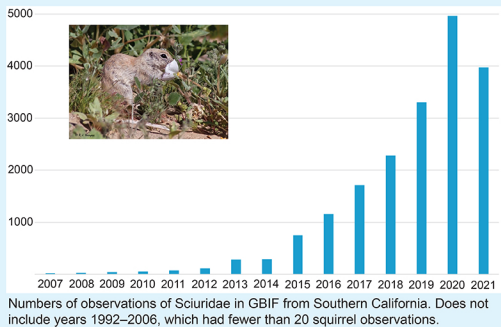 5000
4000
3000
2000
1000
2007 2008 2009 2010 2011 2012 2013 2014 2015 2016 2017 2018 2019 2020 2021
Numbers of observations of Sciuridae in GBIF from Southern California. Does not
include years 1992–2006, which had fewer than 20 squirrel observations.